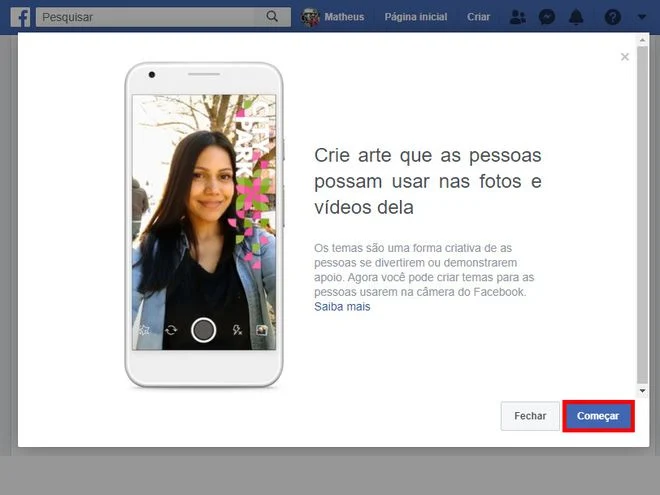 f Pesquisar Matheus Página inicial Criar
CITY
PARK
Crie arte que as pessoas
possam usar nas fotos e
vídeos dela
Os temas são uma forma criativa de as
pessoas se divertirem ou demonstrarem
apoio. Agora você pode criar temas para as
pessoas usarem na câmera do Facebook.
Saiba mais
Fechar Começar